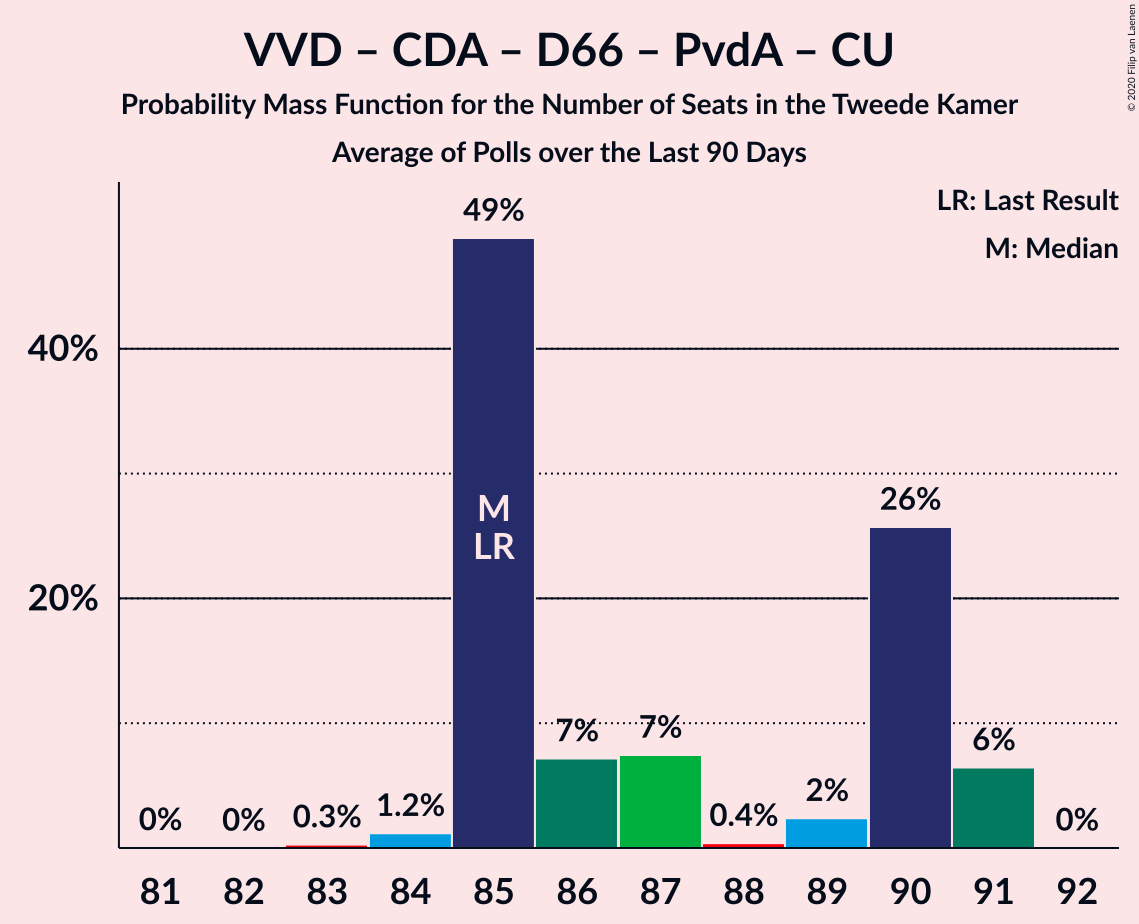 VVD – CDA – D66 – PvdA – CU
Probability Mass Function for the Number of Seats in the Tweede Kamer
Average of Polls over the Last 90 Days
© 2020 Filip van Laenen
LR: Last Result
M: Median
40%
20%
0%
0%
0.3%
1.2%
49%
M
LR
7%
7%
0.4%
2%
26%
6%
0%
81 82 83 84 85 86 87 88 89 90 91 92